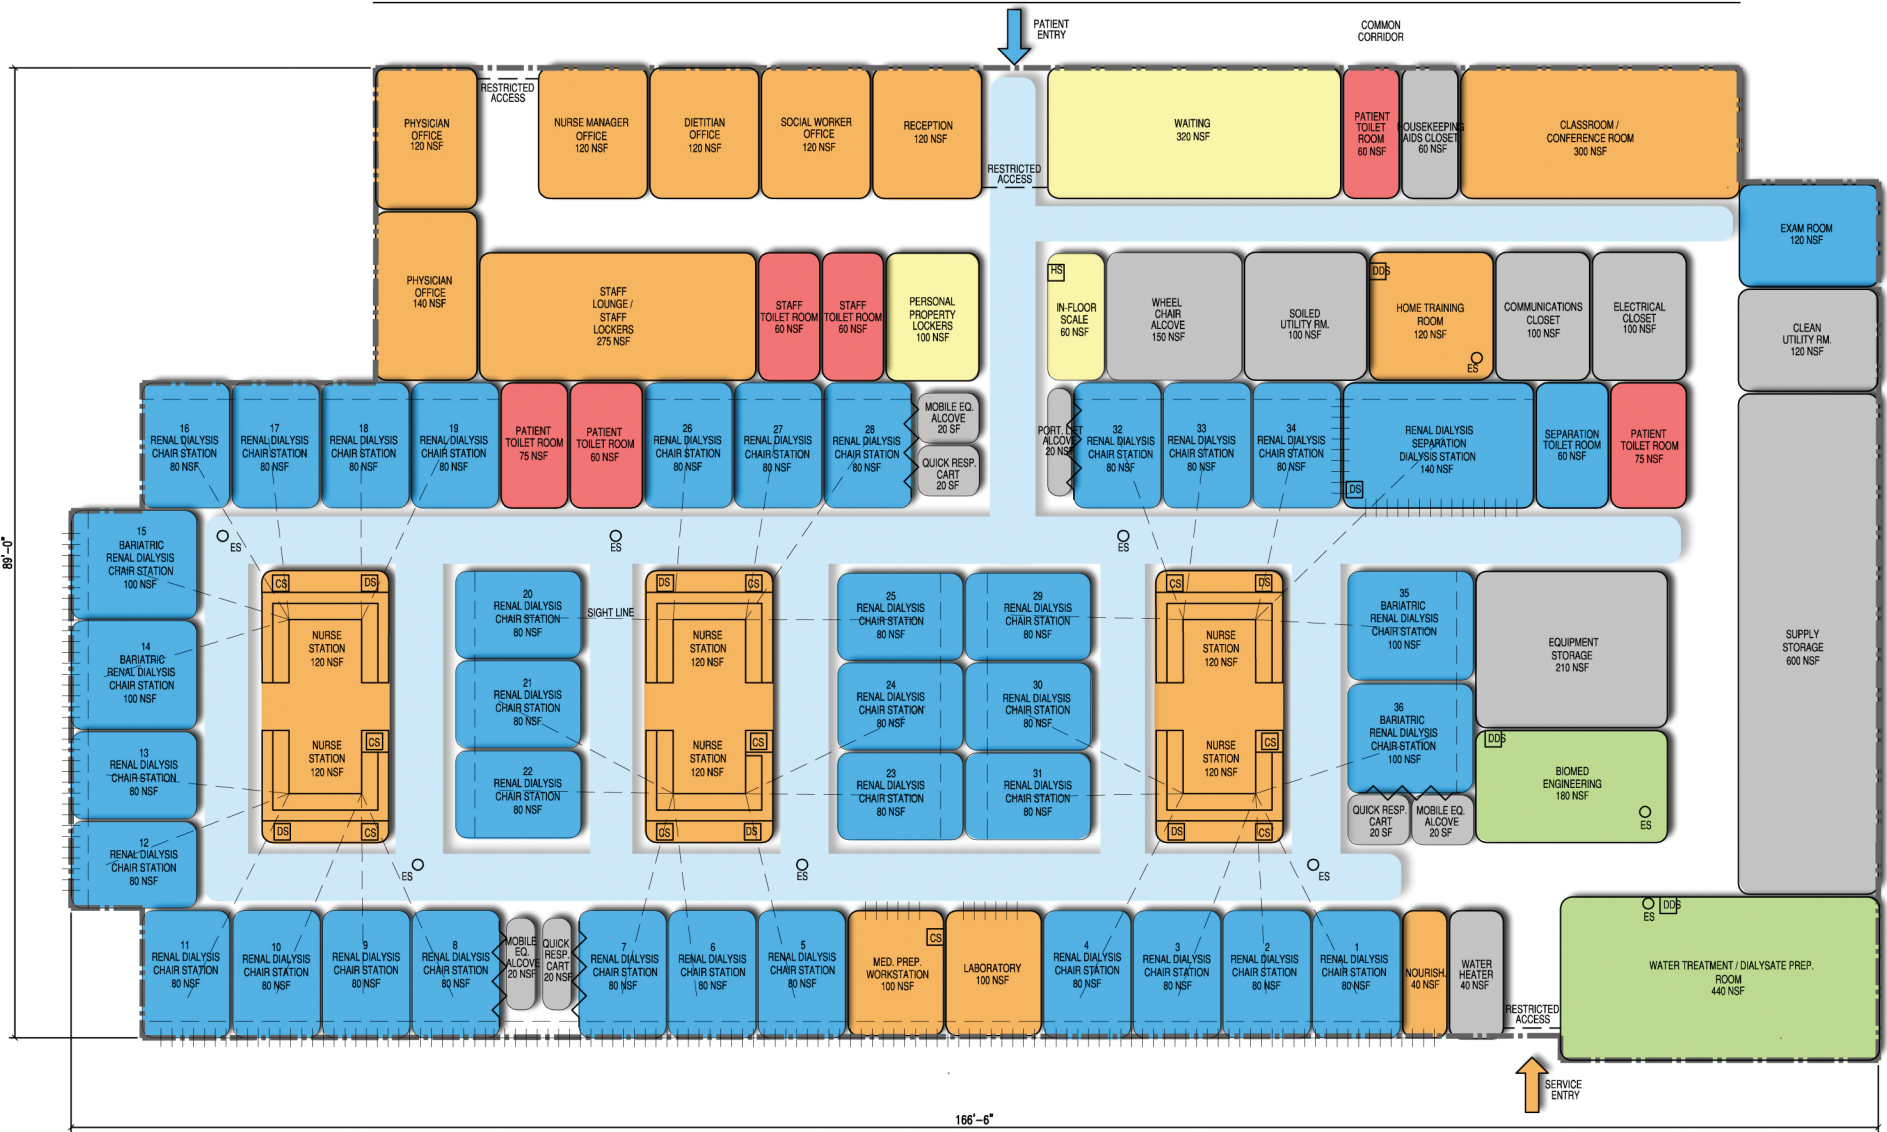 PATIENT
ENTRY
COMMON
CORRIDOR
PHYSICIAN
OFFICE
120 NSF
RESTRICTED
ACCESS
NURSE MANAGER
OFFICE
120 NSF
DIETITIAN
OFFICE
120 NSF
SOCIAL WORKER
OFFICE
120 NSF
RECEPTION
120 NSF
RESTRICTED
ACCESS
WAITING
320 NSF
PATIENT
TOILET
ROOM
60 NSF
HOUSEKEEPING
AIDS CLOSET
60 NSF
CLASSROOM /
CONFERENCE ROOM
300 NSF
EXAM ROOM
120 NSF
PHYSICIAN
OFFICE
140 NSF
STAFF
LOUNGE /
STAFF
LOCKERS
275 NSF
STAFF
TOILET ROOM
60 NSF
STAFF
TOILET ROOM
60 NSF
PERSONAL
PROPERTY
LOCKERS
100 NSF
HS
IN-FLOOR
SCALE
60 NSF
WHEEL
CHAIR
ALCOVE
150 NSF
SOILED
UTILITY RM.
100 NSF
DDS
HOME TRAINING
ROOM
120 NSF
ES
COMMUNICATIONS
CLOSET
100 NSF
ELECTRICAL
CLOSET
100 NSF
CLEAN
UTILITY RM.
120 NSF
16
RENAL DIALYSIS
CHAIR STATION
80 NSF
17
RENAL DIALYSIS
CHAIR STATION
80 NSF
18
RENAL DIALYSIS
CHAIR STATION
80 NSF
19
RENAL DIALYSIS
CHAIR STATION
80 NSF
PATIENT
TOILET ROOM
75 NSF
PATIENT
TOILET ROOM
60 NSF
26
RENAL DIALYSIS
CHAIR STATION
80 NSF
27
RENAL DIALYSIS
CHAIR STATION
80 NSF
28
RENAL DIALYSIS
CHAIR STATION
80 NSF
MOBILE EQ.
ALCOVE
20 SF
QUICK RESP.
CART
20 SF
PORT. LIFT
ALCOVE
20 NSF
32
RENAL DIALYSIS
CHAIR STATION
80 NSF
33
RENAL DIALYSIS
CHAIR STATION
80 NSF
34
RENAL DIALYSIS
CHAIR STATION
80 NSF
RENAL DIALYSIS
SEPARATION
DIALYSIS STATION
140 NSF
DS
SEPARATION
TOILET ROOM
60 NSF
PATIENT
TOILET ROOM
75 NSF
SUPPLY
STORAGE
600 NSF
89'-0"
ES
ES
ES
15
BARIATRIC
RENAL DIALYSIS
CHAIR STATION
100 NSF
14
BARIATRIC
RENAL DIALYSIS
CHAIR STATION
100 NSF
13
RENAL DIALYSIS
CHAIR STATION
80 NSF
12
RENAL DIALYSIS
CHAIR STATION
80 NSF
CS
DS
NURSE
STATION
120 NSF
NURSE
STATION
120 NSF
CS
DS
CS
20
RENAL DIALYSIS
CHAIR STATION
80 NSF
21
RENAL DIALYSIS
CHAIR STATION
80 NSF
22
RENAL DIALYSIS
CHAIR STATION
80 NSF
SIGHT LINE
DS
CS
NURSE
STATION
120 NSF
NURSE
STATION
120 NSF
CS
CS
DS
25
RENAL DIALYSIS
CHAIR STATION
80 NSF
24
RENAL DIALYSIS
CHAIR STATION
80 NSF
23
RENAL DIALYSIS
CHAIR STATION
80 NSF
29
RENAL DIALYSIS
CHAIR STATION
80 NSF
30
RENAL DIALYSIS
CHAIR STATION
80 NSF
31
RENAL DIALYSIS
CHAIR STATION
80 NSF
CS
DS
NURSE
STATION
120 NSF
NURSE
STATION
120 NSF
CS
DS
CS
35
BARIATRIC
RENAL DIALYSIS
CHAIR STATION
100 NSF
36
BARIATRIC
RENAL DIALYSIS
CHAIR STATION
100 NSF
QUICK RESP.
CART
20 SF
MOBILE EQ.
ALCOVE
20 SF
EQUIPMENT
STORAGE
210 NSF
DDS
BIOMED
ENGINEERING
180 NSF
ES
ES
ES
ES
11
RENAL DIALYSIS
CHAIR STATION
80 NSF
10
RENAL DIALYSIS
CHAIR STATION
80 NSF
9
RENAL DIALYSIS
CHAIR STATION
80 NSF
8
RENAL DIALYSIS
CHAIR STATION
80 NSF
MOBILE
EQ.
ALCOVE
20 NSF
QUICK
RESP.
CART
20 NSF
7
RENAL DIALYSIS
CHAIR STATION
80 NSF
6
RENAL DIALYSIS
CHAIR STATION
80 NSF
5
RENAL DIALYSIS
CHAIR STATION
80 NSF
CS
MED. PREP.
WORKSTATION
100 NSF
LABORATORY
100 NSF
4
RENAL DIALYSIS
CHAIR STATION
80 NSF
3
RENAL DIALYSIS
CHAIR STATION
80 NSF
2
RENAL DIALYSIS
CHAIR STATION
80 NSF
1
RENAL DIALYSIS
CHAIR STATION
80 NSF
NOURISH.
40 NSF
WATER
HEATER
40 NSF
RESTRICTED
ACCESS
ES
DDS
WATER TREATMENT / DIALYSATE PREP.
ROOM
440 NSF
SERVICE
ENTRY
166'-6"